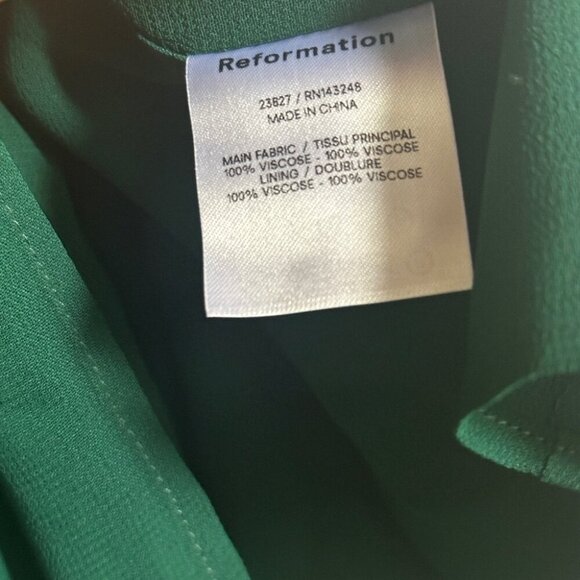 Reformation
23827 / RN143248
MADE IN CHINA
MAIN FABRIC / TISSU PRINCIPAL
100% VISCOSE - 100% VISCOSE
LINING / DOUBLURE
100% VISCOSE - 100% VISCOSE